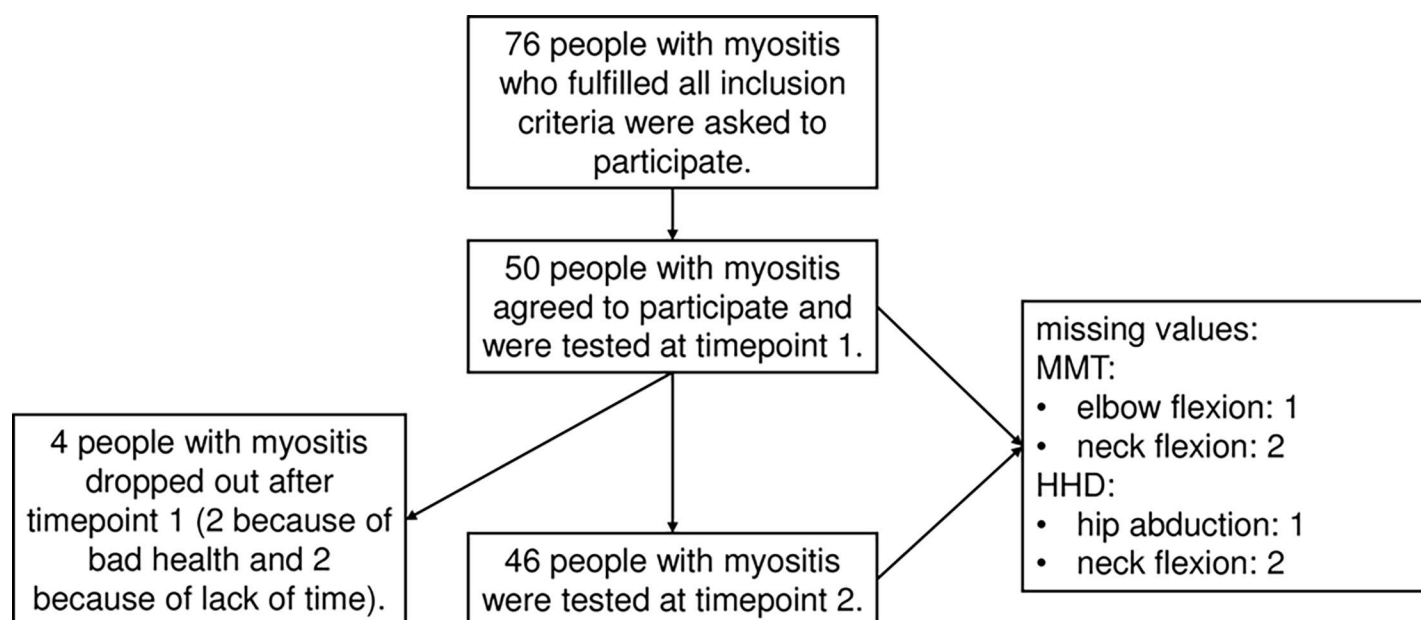 76 people with myositis
who fulfilled all inclusion
criteria were asked to
participate.
50 people with myositis
agreed to participate and
were tested at timepoint 1.
4 people with myositis
dropped out after
timepoint 1 (2 because of
bad health and 2
because of lack of time).
46 people with myositis
were tested at timepoint 2.
missing values:
MMT:
• elbow flexion: 1
• neck flexion: 2
HHD:
• hip abduction: 1
• neck flexion: 2